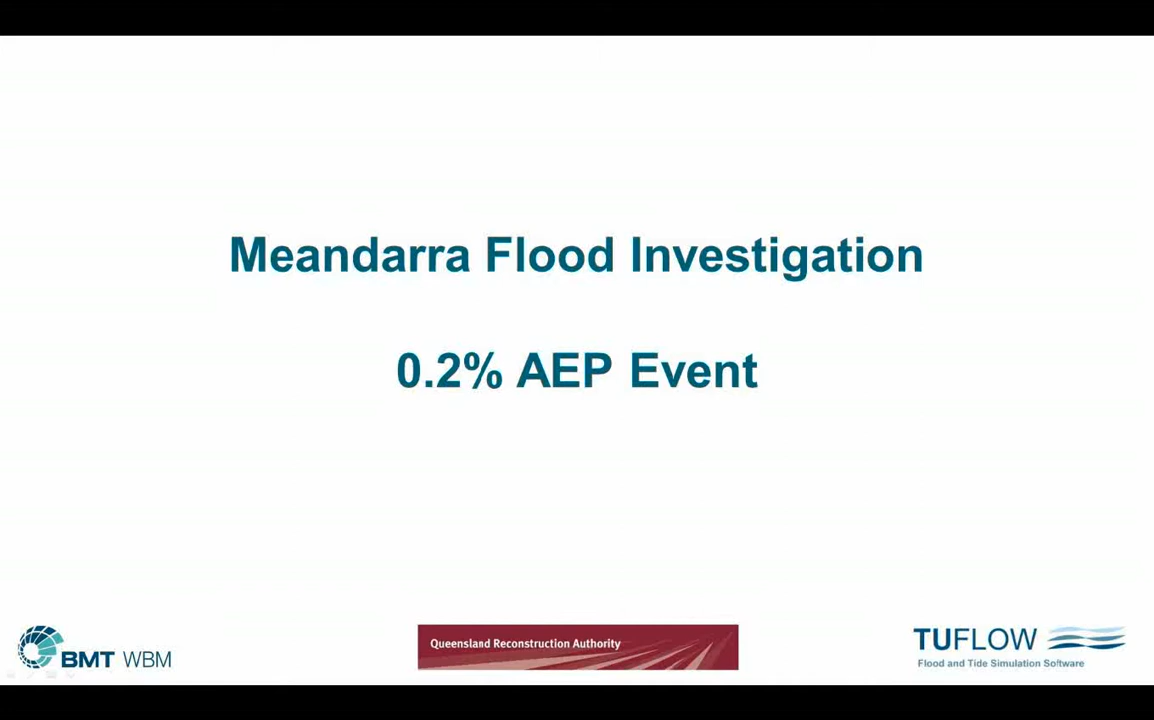 Meandarra Flood Investigation
0.2% AEP Event
BMT WBM
Queensland Reconstruction Authority
TUFLOW
Flood and Tide Simulation Software